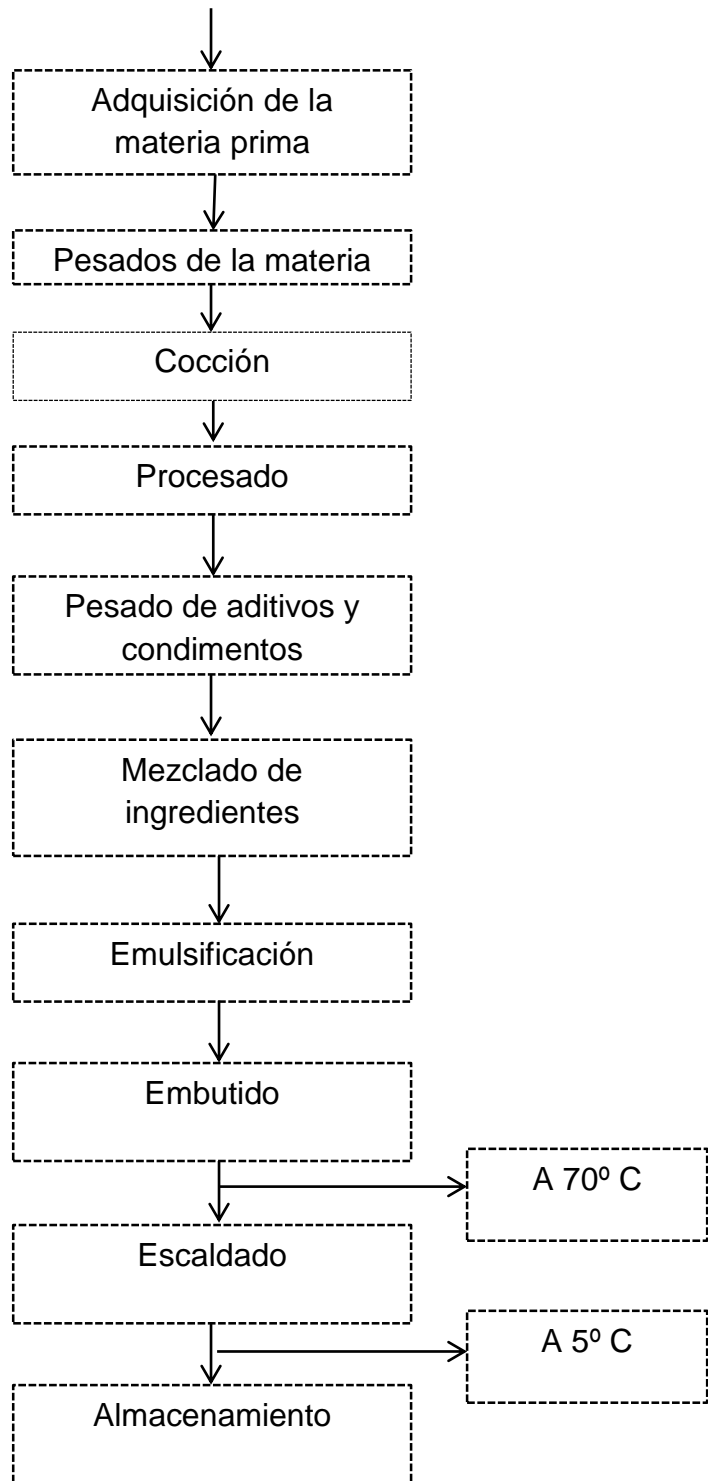 Adquisición de la
materia prima
Pesados de la materia
Cocción
Procesado
Pesado de aditivos y
condimentos
Mezclado de
ingredientes
Emulsificación
Embutido
A 70º C
Escaldado
A 5º C
Almacenamiento